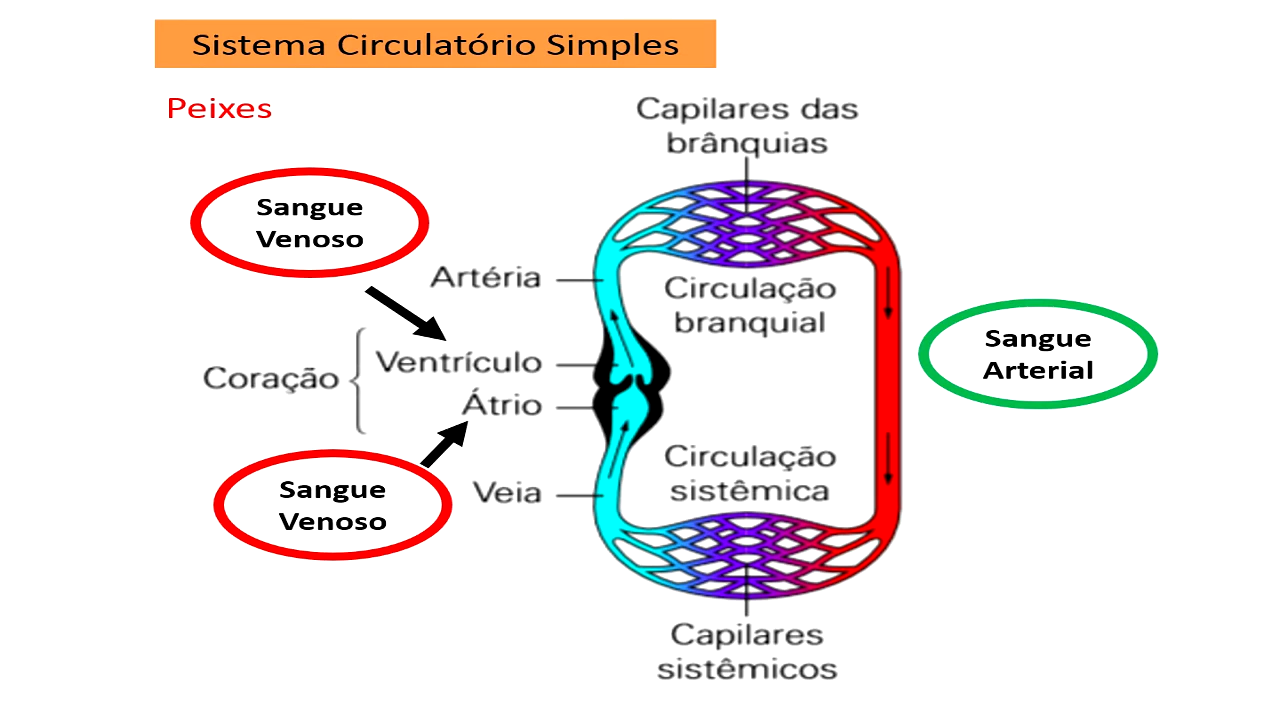 Sistema Circulatório Simples
Peixes
Capilares das
brânquias
Sangue
Venoso
Artéria
Circulação
branquial
Sangue
Arterial
Ventrículo
Coração
Átrio
Circulação
sistêmica
Sangue
Venoso
Veia
Capilares
sistêmicos